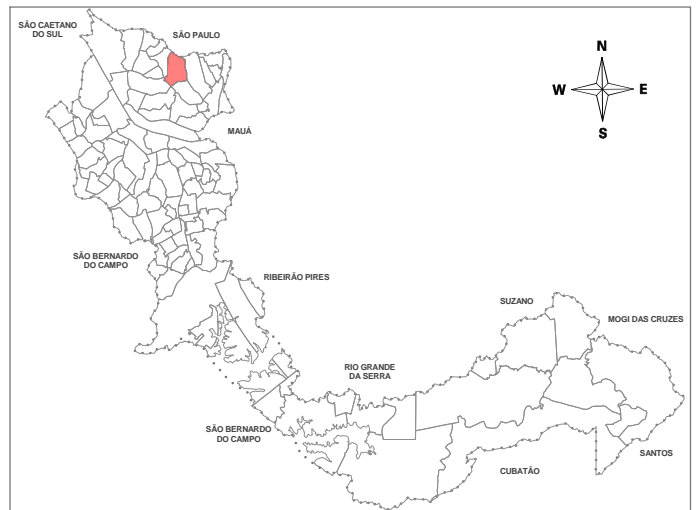 SÃO CAETANO
DO SUL
SÃO PAULO
N
W
E
S
MAUÁ
SÃO BERNARDO
DO CAMPO
RIBEIRÃO PIRES
SUZANO
MOGI DAS CRUZES
RIO GRANDE
DA SERRA
SÃO BERNARDO
DO CAMPO
SANTOS
CUBATÃO